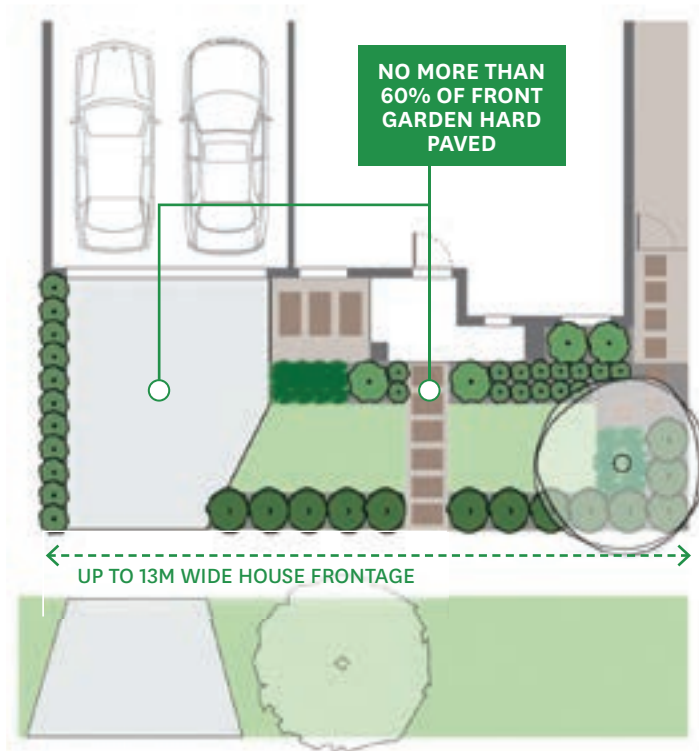 NO MORE THAN
60% OF FRONT
GARDEN HARD
PAVED
UP TO 13M WIDE HOUSE FRONTAGE